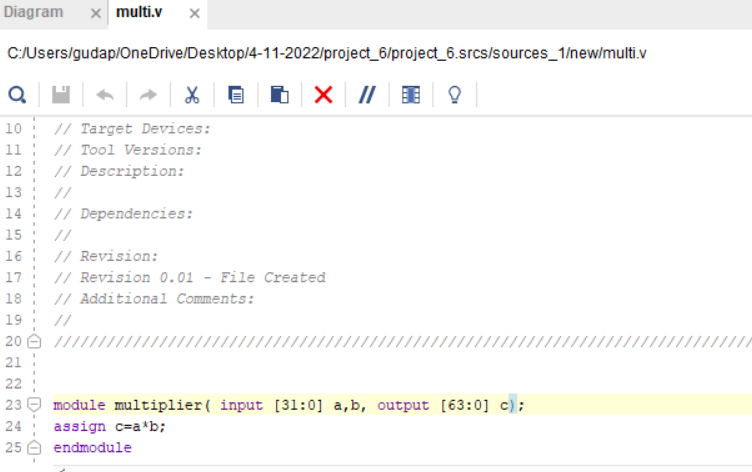 Diagram × multi.v ×
C:/Users/gudap/OneDrive/Desktop/4-11-2022/project_6/project_6.srcs/sources_1/new/multi.v
10 // Target Devices:
11 // Tool Versions:
12 // Description:
13 //
14 // Dependencies:
15 //
16 // Revision:
17 // Revision 0.01 - File Created
18 // Additional Comments:
19 //
20 ////////////////////////////////////////////////////////////////////////////////
21
22
23 module multiplier( input [31:0] a,b, output [63:0] c);
24 assign c=a*b;
25 endmodule